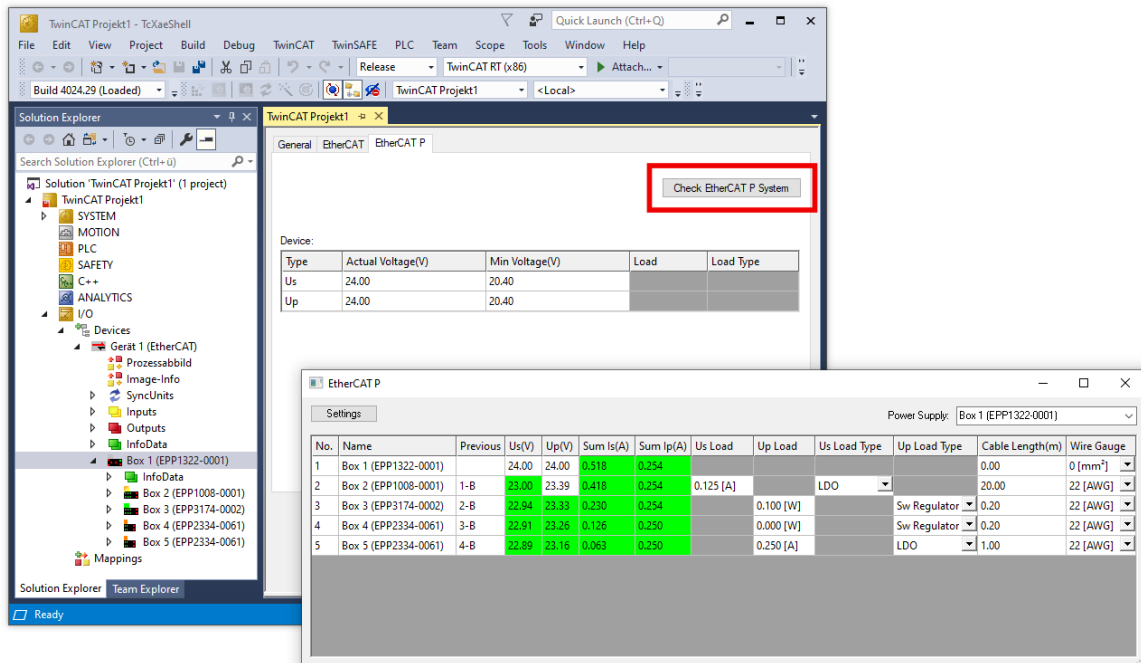 TwinCAT Projekt1 - TcXaeShell
Quick Launch (Ctrl+Q)
File Edit View Project Build Debug TwinCAT TwinSAFE PLC Team Scope Tools Window Help
Release TwinCAT RT (x86) Attach...
Build 4024.29 (Loaded) TwinCAT Projekt1 <Local>
Solution Explorer
Search Solution Explorer (Ctrl+ü)
Solution 'TwinCAT Projekt1' (1 project)
TwinCAT Projekt1
SYSTEM
MOTION
PLC
SAFETY
C++
ANALYTICS
I/O
Devices
Gerät 1 (EtherCAT)
Prozessabbild
Image-Info
SyncUnits
Inputs
Outputs
InfoData
Box 1 (EPP1322-0001)
InfoData
Box 2 (EPP1008-0001)
Box 3 (EPP3174-0002)
Box 4 (EPP2334-0061)
Box 5 (EPP2334-0061)
Mappings
Solution Explorer Team Explorer
Ready
TwinCAT Projekt1
General EtherCAT EtherCAT P
Check EtherCAT P System
Device:
Type Actual Voltage(V) Min Voltage(V) Load Load Type
Us 24.00 20.40
Up 24.00 20.40
EtherCAT P
Settings
Power Supply: Box 1 (EPP1322-0001)
No. Name Previous Us(V) Up(V) Sum Is(A) Sum Ip(A) Us Load Up Load Us Load Type Up Load Type Cable Length(m) Wire Gauge
1 Box 1 (EPP1322-0001) 24.00 24.00 0.518 0.254 0.00 0 [mm²]
2 Box 2 (EPP1008-0001) 1-B 23.00 23.39 0.418 0.254 0.125 [A] LDO 20.00 22 [AWG]
3 Box 3 (EPP3174-0002) 2-B 22.94 23.33 0.230 0.254 0.100 [W] Sw Regulator 0.20 22 [AWG]
4 Box 4 (EPP2334-0061) 3-B 22.91 23.26 0.126 0.250 0.000 [W] Sw Regulator 0.20 22 [AWG]
5 Box 5 (EPP2334-0061) 4-B 22.89 23.16 0.063 0.250 0.250 [A] LDO 1.00 22 [AWG]